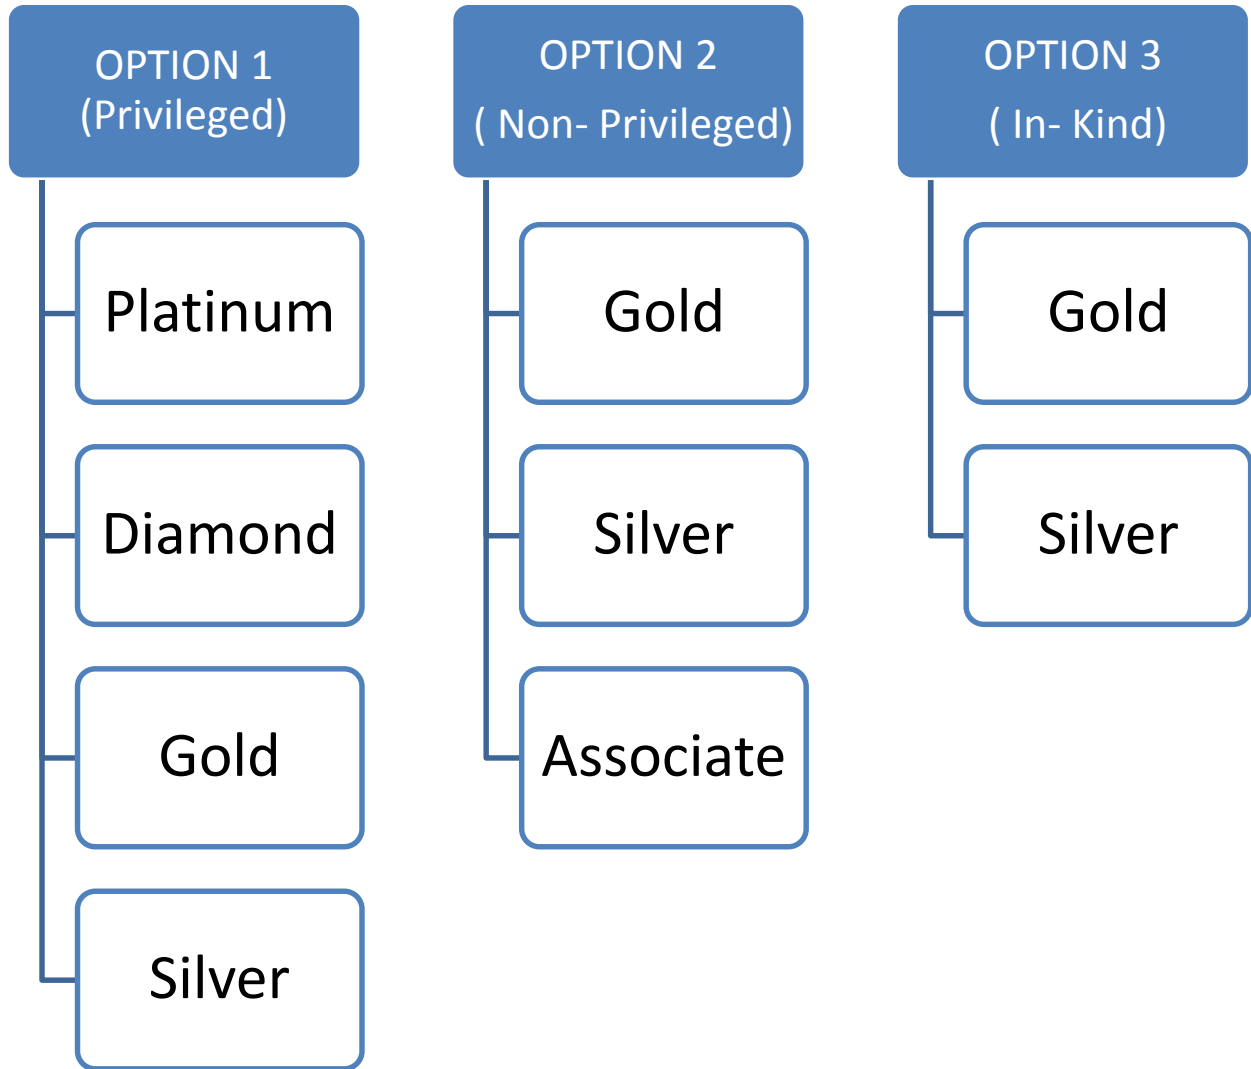 OPTION 1
(Privileged)
Platinum
Diamond
Gold
Silver
OPTION 2
( Non- Privileged)
Gold
Silver
Associate
OPTION 3
( In- Kind)
Gold
Silver